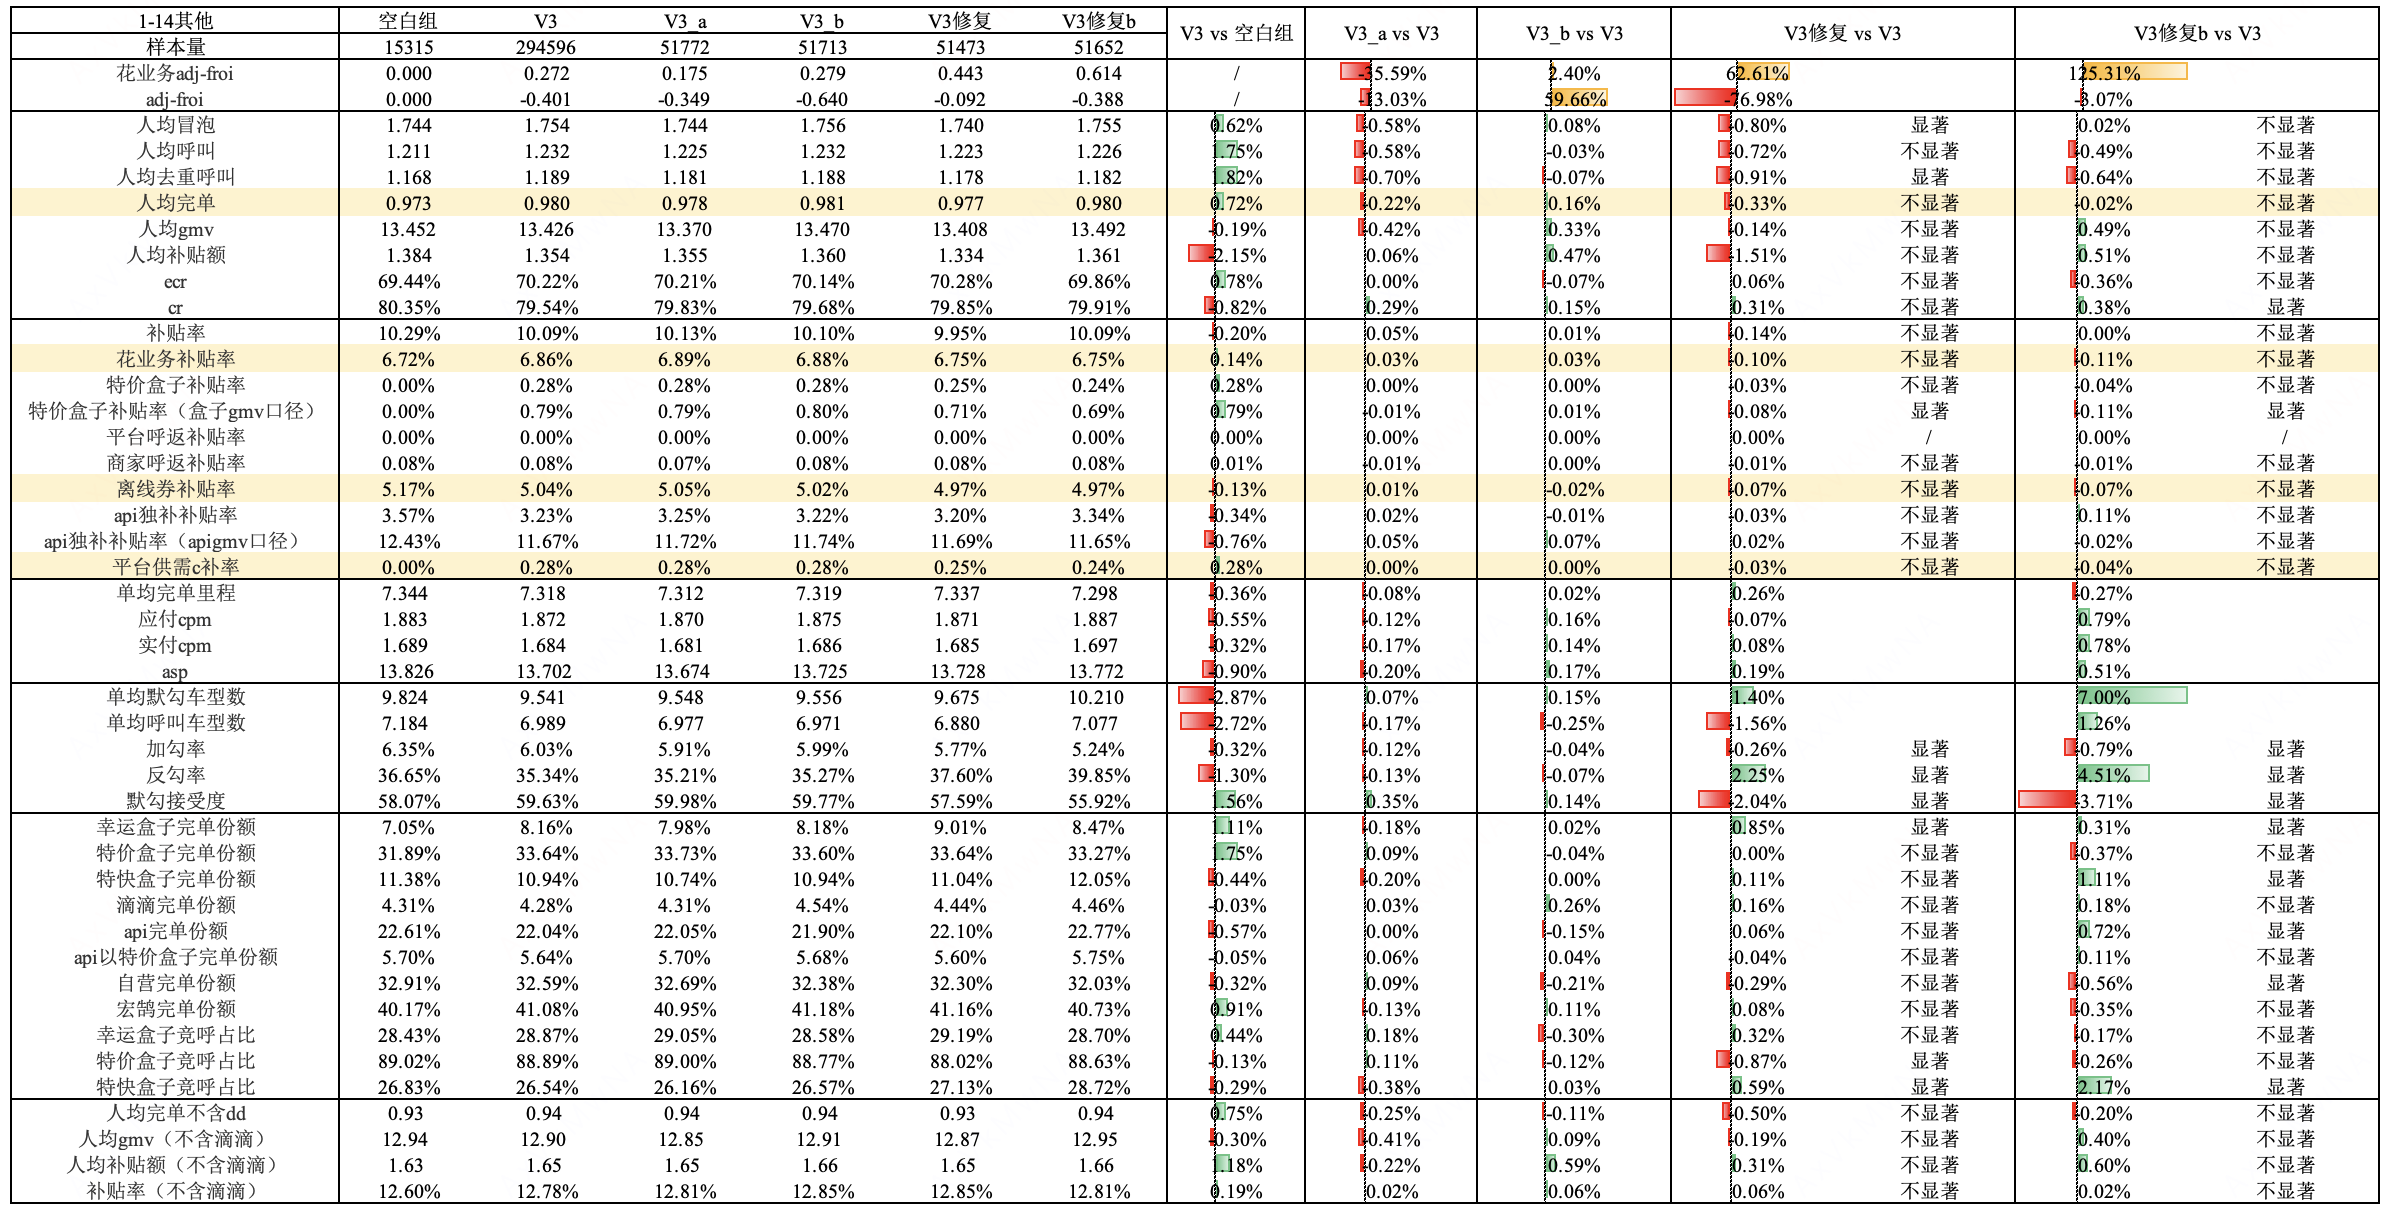 1-14其他 空白组 V3 V3_a V3_b V3修复 V3修复b V3 vs 空白组 V3_a vs V3 V3_b vs V3 V3修复 vs V3 V3修复b vs V3
样本量 15315 294596 51772 51713 51473 51652
花业务adj-froi 0.000 0.272 0.175 0.279 0.443 0.614 / -35.59% 2.40% 62.61% 125.31%
adj-froi 0.000 -0.401 -0.349 -0.640 -0.092 -0.388 / -13.03% 59.66% -76.98% -3.07%
人均冒泡 1.744 1.754 1.744 1.756 1.740 1.755 0.62% -0.58% 0.08% -0.80% 显著 0.02% 不显著
人均呼叫 1.211 1.232 1.225 1.232 1.223 1.226 1.75% -0.58% -0.03% -0.72% 不显著 -0.49% 不显著
人均去重呼叫 1.168 1.189 1.181 1.188 1.178 1.182 1.82% -0.70% -0.07% -0.91% 显著 -0.64% 不显著
人均完单 0.973 0.980 0.978 0.981 0.977 0.980 0.72% -0.22% 0.16% -0.33% 不显著 -0.02% 不显著
人均gmv 13.452 13.426 13.370 13.470 13.408 13.492 -0.19% -0.42% 0.33% -0.14% 不显著 0.49% 不显著
人均补贴额 1.384 1.354 1.355 1.360 1.334 1.361 -2.15% 0.06% 0.47% -1.51% 不显著 0.51% 不显著
ecr 69.44% 70.22% 70.21% 70.14% 70.28% 69.86% 0.78% 0.00% -0.07% 0.06% 不显著 -0.36% 不显著
cr 80.35% 79.54% 79.83% 79.68% 79.85% 79.91% -0.82% 0.29% 0.15% 0.31% 不显著 0.38% 显著
补贴率 10.29% 10.09% 10.13% 10.10% 9.95% 10.09% -0.20% 0.05% 0.01% -0.14% 不显著 0.00% 不显著
花业务补贴率 6.72% 6.86% 6.89% 6.88% 6.75% 6.75% 0.14% 0.03% 0.03% -0.10% 不显著 -0.11% 不显著
特价盒子补贴率 0.00% 0.28% 0.28% 0.28% 0.25% 0.24% 0.28% 0.00% 0.00% -0.03% 不显著 -0.04% 不显著
特价盒子补贴率（盒子gmv口径） 0.00% 0.79% 0.79% 0.80% 0.71% 0.69% 0.79% -0.01% 0.01% -0.08% 显著 -0.11% 显著
平台呼返补贴率 0.00% 0.00% 0.00% 0.00% 0.00% 0.00% 0.00% 0.00% 0.00% 0.00% / 0.00% /
商家呼返补贴率 0.08% 0.08% 0.07% 0.08% 0.08% 0.08% 0.01% -0.01% 0.00% -0.01% 不显著 -0.01% 不显著
离线券补贴率 5.17% 5.04% 5.05% 5.02% 4.97% 4.97% -0.13% 0.01% -0.02% -0.07% 不显著 -0.07% 不显著
api独补补贴率 3.57% 3.23% 3.25% 3.22% 3.20% 3.34% -0.34% 0.02% -0.01% -0.03% 不显著 0.11% 不显著
api独补补贴率（apigmv口径） 12.43% 11.67% 11.72% 11.74% 11.69% 11.65% -0.76% 0.05% 0.07% 0.02% 不显著 -0.02% 不显著
平台供需c补率 0.00% 0.28% 0.28% 0.28% 0.25% 0.24% 0.28% 0.00% 0.00% -0.03% 不显著 -0.04% 不显著
单均完单里程 7.344 7.318 7.312 7.319 7.337 7.298 -0.36% -0.08% 0.02% 0.26% -0.27%
应付cpm 1.883 1.872 1.870 1.875 1.871 1.887 -0.55% -0.12% 0.16% -0.07% 0.79%
实付cpm 1.689 1.684 1.681 1.686 1.685 1.697 -0.32% -0.17% 0.14% 0.08% 0.78%
asp 13.826 13.702 13.674 13.725 13.728 13.772 -0.90% -0.20% 0.17% 0.19% 0.51%
单均默勾车型数 9.824 9.541 9.548 9.556 9.675 10.210 -2.87% 0.07% 0.15% 1.40% 7.00%
单均呼叫车型数 7.184 6.989 6.977 6.971 6.880 7.077 -2.72% -0.17% -0.25% -1.56% 1.26%
加勾率 6.35% 6.03% 5.91% 5.99% 5.77% 5.24% -0.32% -0.12% -0.04% -0.26% 显著 -0.79% 显著
反勾率 36.65% 35.34% 35.21% 35.27% 37.60% 39.85% -1.30% -0.13% -0.07% 2.25% 显著 4.51% 显著
默勾接受度 58.07% 59.63% 59.98% 59.77% 57.59% 55.92% 1.56% 0.35% 0.14% -2.04% 显著 -3.71% 显著
幸运盒子完单份额 7.05% 8.16% 7.98% 8.18% 9.01% 8.47% 1.11% -0.18% 0.02% 0.85% 显著 0.31% 显著
特价盒子完单份额 31.89% 33.64% 33.73% 33.60% 33.64% 33.27% 1.75% 0.09% -0.04% 0.00% 不显著 -0.37% 不显著
特快盒子完单份额 11.38% 10.94% 10.74% 10.94% 11.04% 12.05% -0.44% -0.20% 0.00% 0.11% 不显著 1.11% 显著
滴滴完单份额 4.31% 4.28% 4.31% 4.54% 4.44% 4.46% -0.03% 0.03% 0.26% 0.16% 不显著 0.18% 不显著
api完单份额 22.61% 22.04% 22.05% 21.90% 22.10% 22.77% -0.57% 0.00% -0.15% 0.06% 不显著 0.72% 显著
api以特价盒子完单份额 5.70% 5.64% 5.70% 5.68% 5.60% 5.75% -0.05% 0.06% 0.04% -0.04% 不显著 0.11% 不显著
自营完单份额 32.91% 32.59% 32.69% 32.38% 32.30% 32.03% -0.32% 0.09% -0.21% -0.29% 不显著 -0.56% 显著
宏鹄完单份额 40.17% 41.08% 40.95% 41.18% 41.16% 40.73% 0.91% -0.13% 0.11% 0.08% 不显著 -0.35% 不显著
幸运盒子竞呼占比 28.43% 28.87% 29.05% 28.58% 29.19% 28.70% 0.44% 0.18% -0.30% 0.32% 不显著 -0.17% 不显著
特价盒子竞呼占比 89.02% 88.89% 89.00% 88.77% 88.02% 88.63% -0.13% 0.11% -0.12% -0.87% 显著 -0.26% 不显著
特快盒子竞呼占比 26.83% 26.54% 26.16% 26.57% 27.13% 28.72% -0.29% -0.38% 0.03% 0.59% 显著 2.17% 显著
人均完单不含dd 0.93 0.94 0.94 0.94 0.93 0.94 0.75% -0.25% -0.11% -0.50% 不显著 -0.20% 不显著
人均gmv（不含滴滴） 12.94 12.90 12.85 12.91 12.87 12.95 -0.30% -0.41% 0.09% -0.19% 不显著 0.40% 不显著
人均补贴额（不含滴滴） 1.63 1.65 1.65 1.66 1.65 1.66 1.18% -0.22% 0.59% 0.31% 不显著 0.60% 不显著
补贴率（不含滴滴） 12.60% 12.78% 12.81% 12.85% 12.85% 12.81% 0.19% 0.02% 0.06% 0.06% 不显著 0.02% 不显著